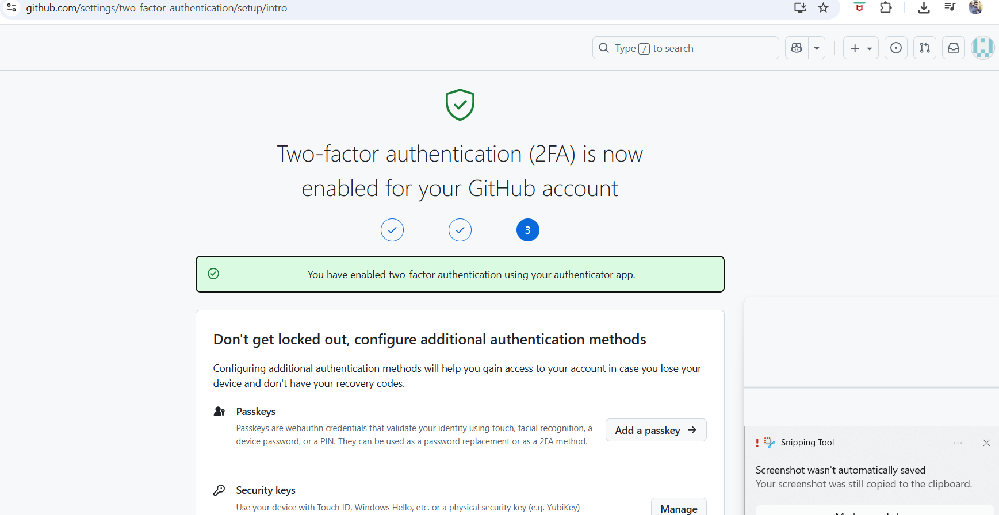 github.com/settings/two_factor_authentication/setup/intro
Type / to search
Two-factor authentication (2FA) is now
enabled for your GitHub account
3
You have enabled two-factor authentication using your authenticator app.
Don't get locked out, configure additional authentication methods
Configuring additional authentication methods will help you gain access to your account in case you lose your
device and don't have your recovery codes.
Passkeys
Passkeys are webauthn credentials that validate your identity using touch, facial recognition, a
device password, or a PIN. They can be used as a password replacement or as a 2FA method.
Add a passkey
Security keys
Use your device with Touch ID, Windows Hello, etc. or a physical security key (e.g. YubiKey)
Manage
Snipping Tool
Screenshot wasn't automatically saved
Your screenshot was still copied to the clipboard.